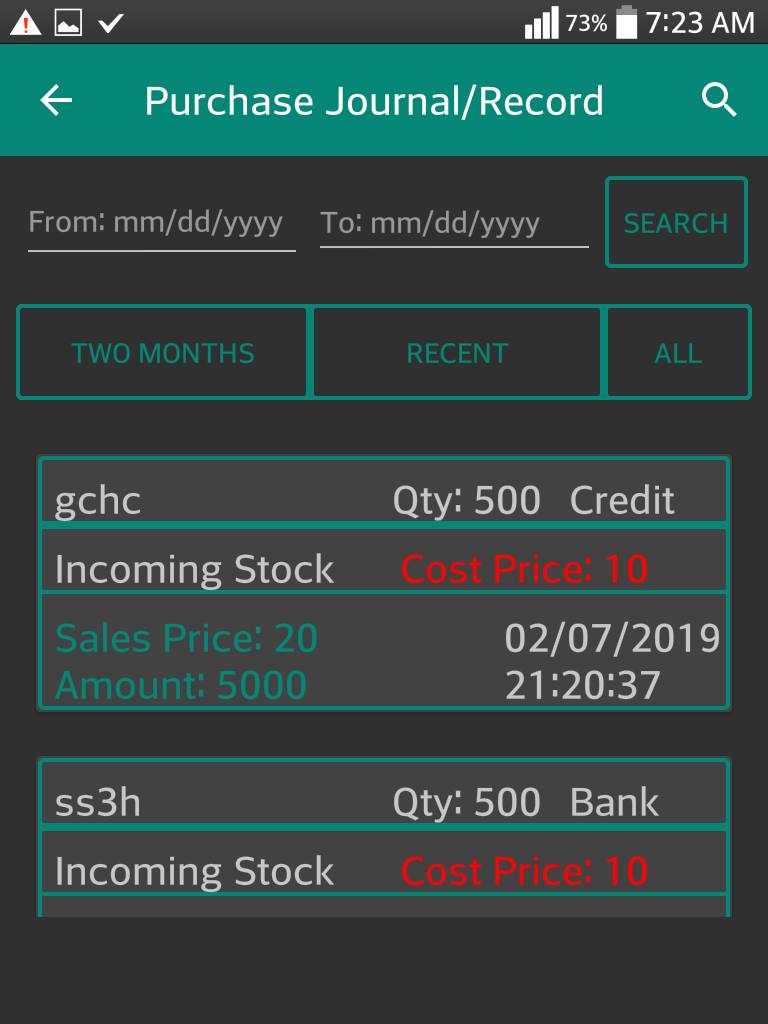 73% 7:23 AM
Purchase Journal/Record
From: mm/dd/yyyy To: mm/dd/yyyy SEARCH
TWO MONTHS RECENT ALL
gchc Qty: 500 Credit
Incoming Stock Cost Price: 10
Sales Price: 20 02/07/2019
Amount: 5000 21:20:37
ss3h Qty: 500 Bank
Incoming Stock Cost Price: 10